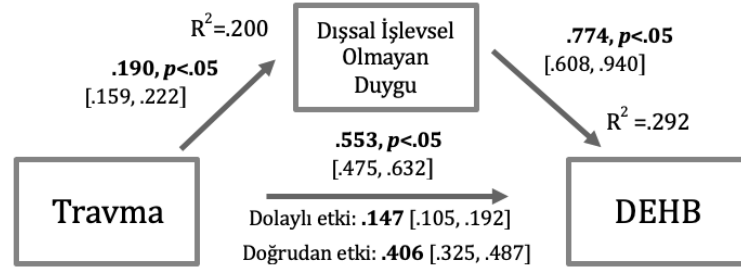 R²=.200
.190, p<.05
[.159, .222]
Dışsal İşlevsel
Olmayan
Duygu
.774, p<.05
[.608, .940]
R² =.292
.553, p<.05
[.475, .632]
Travma
Dolaylı etki: .147 [.105, .192]
Doğrudan etki: .406 [.325, .487]
DEHB